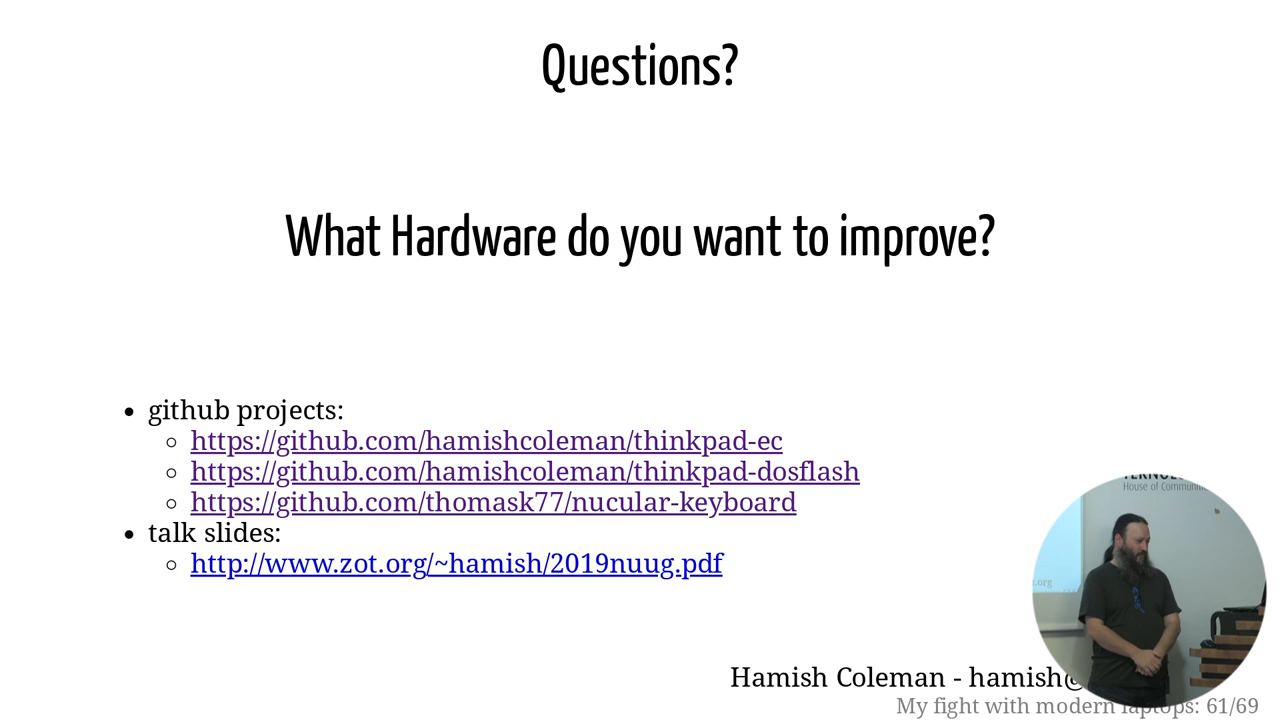 Questions?
What Hardware do you want to improve?
github projects:
https://github.com/hamishcoleman/thinkpad-ec
https://github.com/hamishcoleman/thinkpad-dosflash
https://github.com/thomask77/nucular-keyboard
talk slides:
http://www.zot.org/~hamish/2019nuug.pdf
House of
Hamish Coleman - hamish@
My fight with modern laptops: 61/69